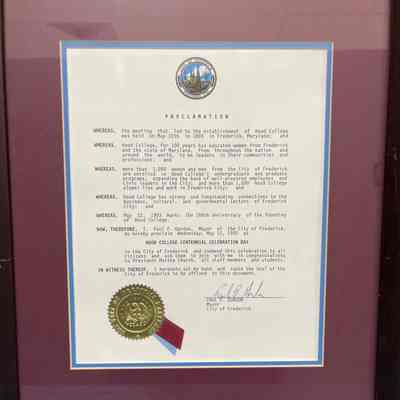 PROCLAMATION
WHEREAS, the meeting that led to the establishment of Hood College
was held on May 12th in 1893 in Frederick, Maryland; and
WHEREAS, Hood College, for 100 years has educated women from Frederick
and the state of Maryland, from throughout the nation and
around the world, to be leaders in their communities and
professions; and
WHEREAS, more than 1,000 women and men from the City of Frederick
are enrolled in Hood College's undergraduate and graduate
programs, expanding the pool of well-educated employees and
civic leaders in the City; and more than 1,000 Hood College
alumni live and work in Frederick City; and
WHEREAS, Hood College has strong and longstanding connections to the
business, cultural, and governmental sectors of Frederick
City; and
WHEREAS, May 12, 1993 marks the 100th anniversary of the founding
of Hood College.
NOW, THEREFORE, I, Paul P. Gordon, Mayor of the City of Frederick,
do hereby proclaim Wednesday, May 12, 1993 as
HOOD COLLEGE CENTENNIAL CELEBRATION DAY
in the City of Frederick and commend this celebration to all
citizens and ask them to join with me in congratulations
to President Martha Church, all staff members and students.
IN WITNESS THEREOF, I hereunto set my hand and cause the Seal of the
City of Frederick to be affixed to this document.
Paul P. Gordon
Mayor
City of Frederick